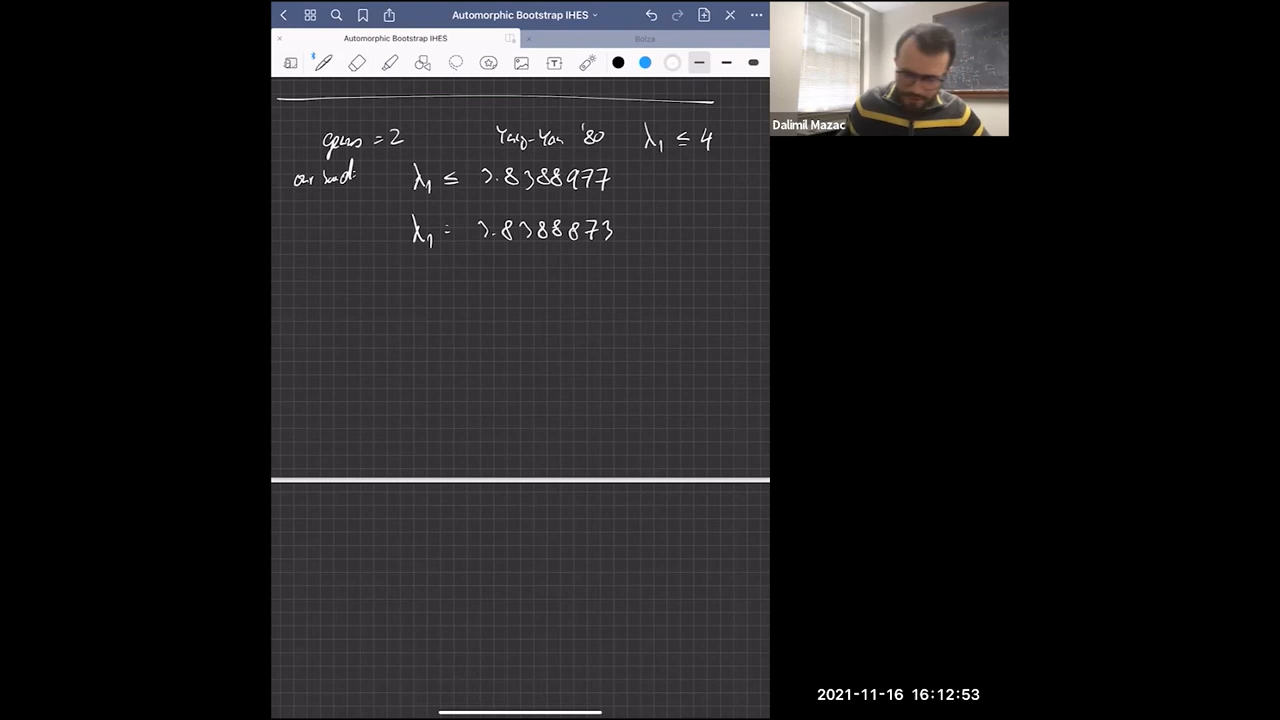 Automorphic Bootstrap IHES
Automorphic Bootstrap IHES
Bolza
T
genus = 2 Yang-Yau '80 λ₁ ≤ 4
our bound: λ₁ ≤ 3.8388977
λ₁ = 3.8388873
Dalimil Mazac
2021-11-16 16:12:53